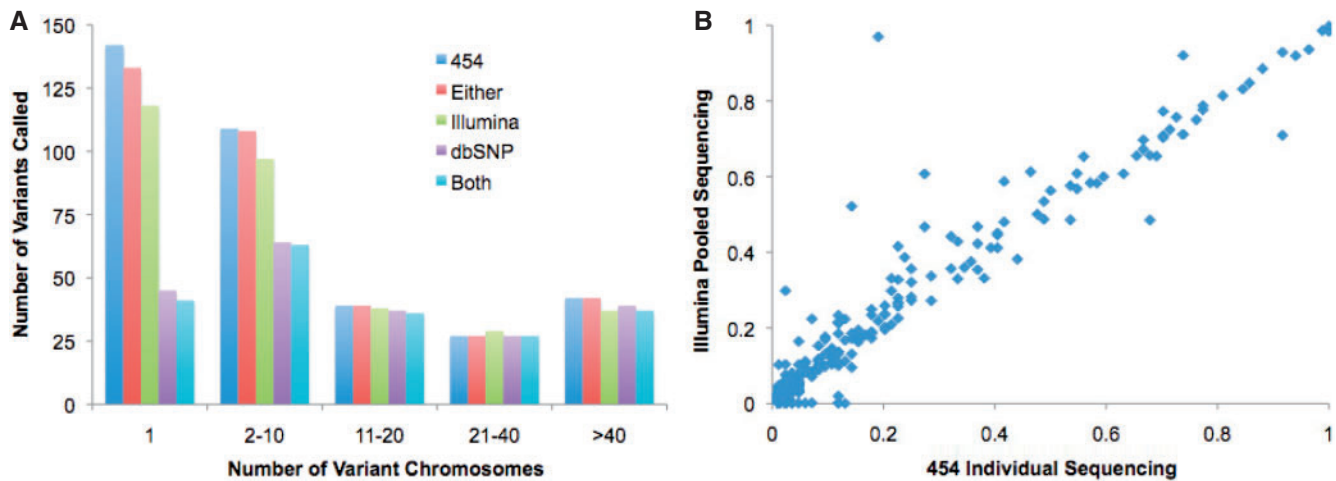 A
150
125
100
75
50
25
0
Number of Variants Called
454
Either
Illumina
dbSNP
Both
1 2-10 11-20 21-40 >40
Number of Variant Chromosomes
B
1
0.8
0.6
0.4
0.2
0
Illumina Pooled Sequencing
0 0.2 0.4 0.6 0.8 1
454 Individual Sequencing